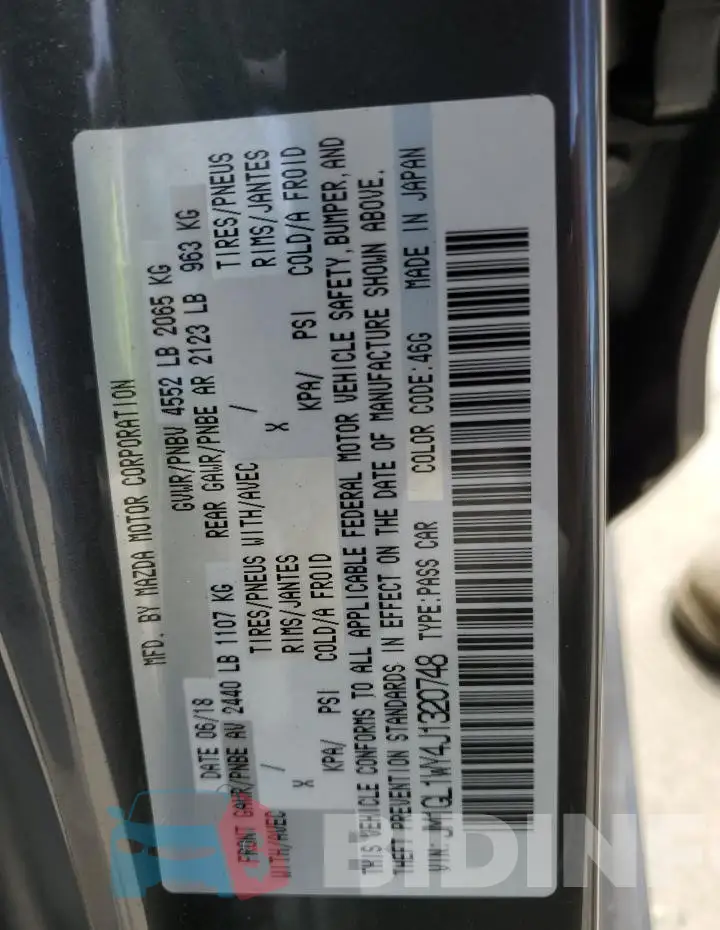 MFD. BY MAZDA MOTOR CORPORATION
DATE 06/18 GVWR/PNBV 4552 LB 2065 KG
FRONT GAWR/PNBE AV 2440 LB 1107 KG REAR GAWR/PNBE AR 2123 LB 963 KG
WITH/AVEC / TIRES/PNEUS WITH/AVEC / TIRES/PNEUS
X RIMS/JANTES X RIMS/JANTES
KPA/ PSI COLD/A FROID KPA/ PSI COLD/A FROID
THIS VEHICLE CONFORMS TO ALL APPLICABLE FEDERAL MOTOR VEHICLE SAFETY, BUMPER, AND
THEFT PREVENTION STANDARDS IN EFFECT ON THE DATE OF MANUFACTURE SHOWN ABOVE.
VIN: JM1GL1WY4J1320748 TYPE:PASS CAR COLOR CODE:46G MADE IN JAPAN
BIDINF